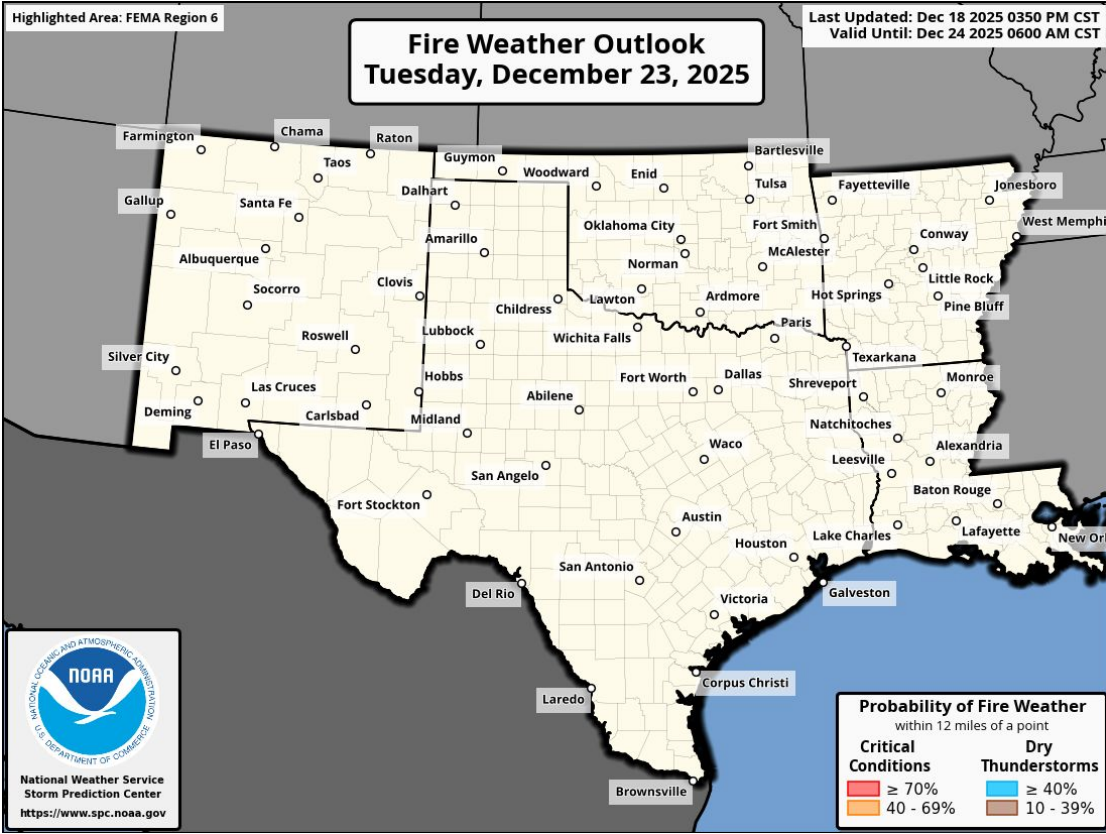 Highlighted Area: FEMA Region 6
Fire Weather Outlook
Tuesday, December 23, 2025
Last Updated: Dec 18 2025 0350 PM CST
Valid Until: Dec 24 2025 0600 AM CST
Farmington
Chama
Raton
Taos
Guymon
Woodward
Enid
Bartlesville
Tulsa
Fayetteville
Jonesboro
Gallup
Santa Fe
Dalhart
Oklahoma City
Fort Smith
West Memphi
Albuquerque
Amarillo
Norman
McAlester
Conway
Socorro
Clovis
Childress
Lawton
Ardmore
Hot Springs
Little Rock
Pine Bluff
Roswell
Lubbock
Wichita Falls
Paris
Texarkana
Silver City
Las Cruces
Hobbs
Abilene
Fort Worth
Dallas
Shreveport
Monroe
Deming
Carlsbad
Midland
Natchitoches
El Paso
Waco
Leesville
Alexandria
San Angelo
Fort Stockton
Baton Rouge
Austin
Houston
Lake Charles
Lafayette
New Orl
San Antonio
Del Rio
Victoria
Galveston
Laredo
Corpus Christi
Brownsville
NATIONAL OCEANIC AND ATMOSPHERIC ADMINISTRATION
NOAA
U.S. DEPARTMENT OF COMMERCE
National Weather Service
Storm Prediction Center
https://www.spc.noaa.gov
Probability of Fire Weather
within 12 miles of a point
Critical Conditions
≥ 70%
40 - 69%
Dry Thunderstorms
≥ 40%
10 - 39%